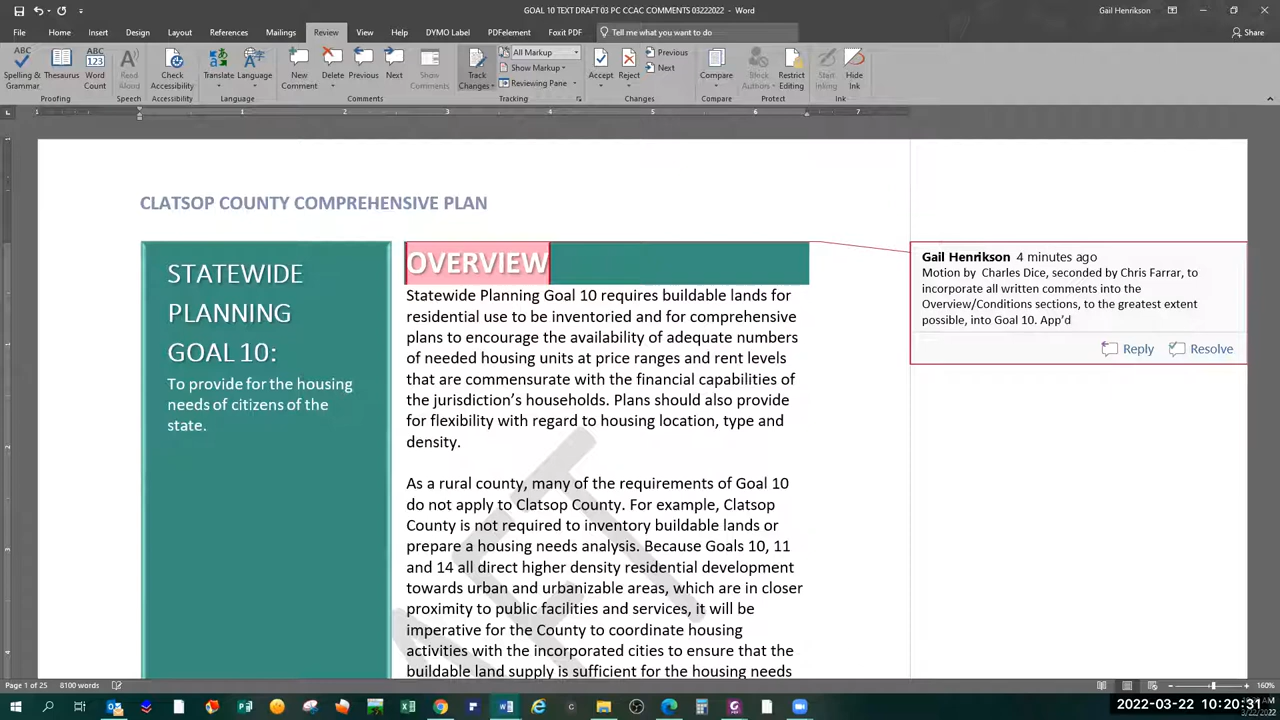 GOAL 10 TEXT DRAFT 03 PC CCAC COMMENTS 03222022 - Word
Gail Henrikson
File Home Insert Draw Design Layout References Mailings Review View Help DYMO Label PDFelement Foxit PDF Tell me what you want to do Share
Spelling & Grammar
Thesaurus
Word Count
Read Aloud
Check Accessibility
Translate
Language
New Comment
Delete
Previous
Next
Show Comments
Track Changes
All Markup
Show Markup
Reviewing Pane
Accept
Reject
Previous
Next
Compare
Block Authors
Restrict Editing
Start Inking
Hide Ink
Proofing Speech Accessibility Language Comments Tracking Changes Compare Protect Ink
CLATSOP COUNTY COMPREHENSIVE PLAN
STATEWIDE
PLANNING
GOAL 10:
To provide for the housing
needs of citizens of the
state.
OVERVIEW
Statewide Planning Goal 10 requires buildable lands for
residential use to be inventoried and for comprehensive
plans to encourage the availability of adequate numbers
of needed housing units at price ranges and rent levels
that are commensurate with the financial capabilities of
the jurisdiction's households. Plans should also provide
for flexibility with regard to housing location, type and
density.
As a rural county, many of the requirements of Goal 10
do not apply to Clatsop County. For example, Clatsop
County is not required to inventory buildable lands or
prepare a housing needs analysis. Because Goals 10, 11
and 14 all direct higher density residential development
towards urban and urbanizable areas, which are in closer
proximity to public facilities and services, it will be
imperative for the County to coordinate housing
activities with the incorporated cities to ensure that the
buildable land supply is sufficient for the housing needs
Gail Henrikson 4 minutes ago
Motion by Charles Dice, seconded by Chris Farrar, to
incorporate all written comments into the
Overview/Conditions sections, to the greatest extent
possible, into Goal 10. App'd
Reply Resolve
Page 1 of 25 8100 words
160%
2022-03-22 10:20:31